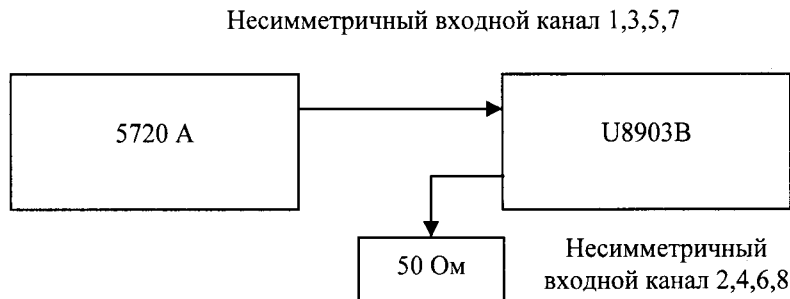 Несимметричный входной канал 1,3,5,7
5720 А
U8903B
50 Ом
Несимметричный
входной канал 2,4,6,8